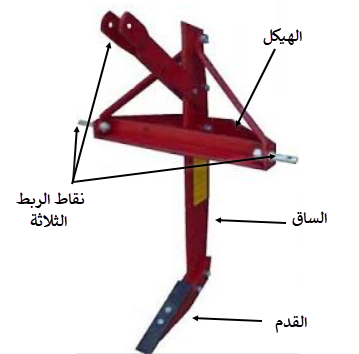 الهيكل
نقاط الربط
الثلاثة
الساق
القدم